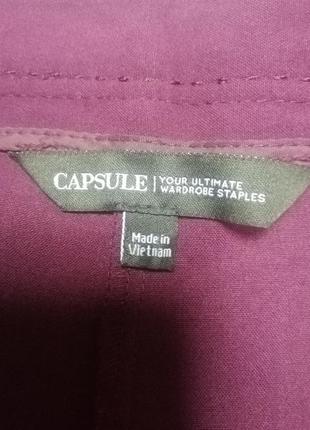 CAPSULE | YOUR ULTIMATE
WARDROBE STAPLES
Made in
Vietnam